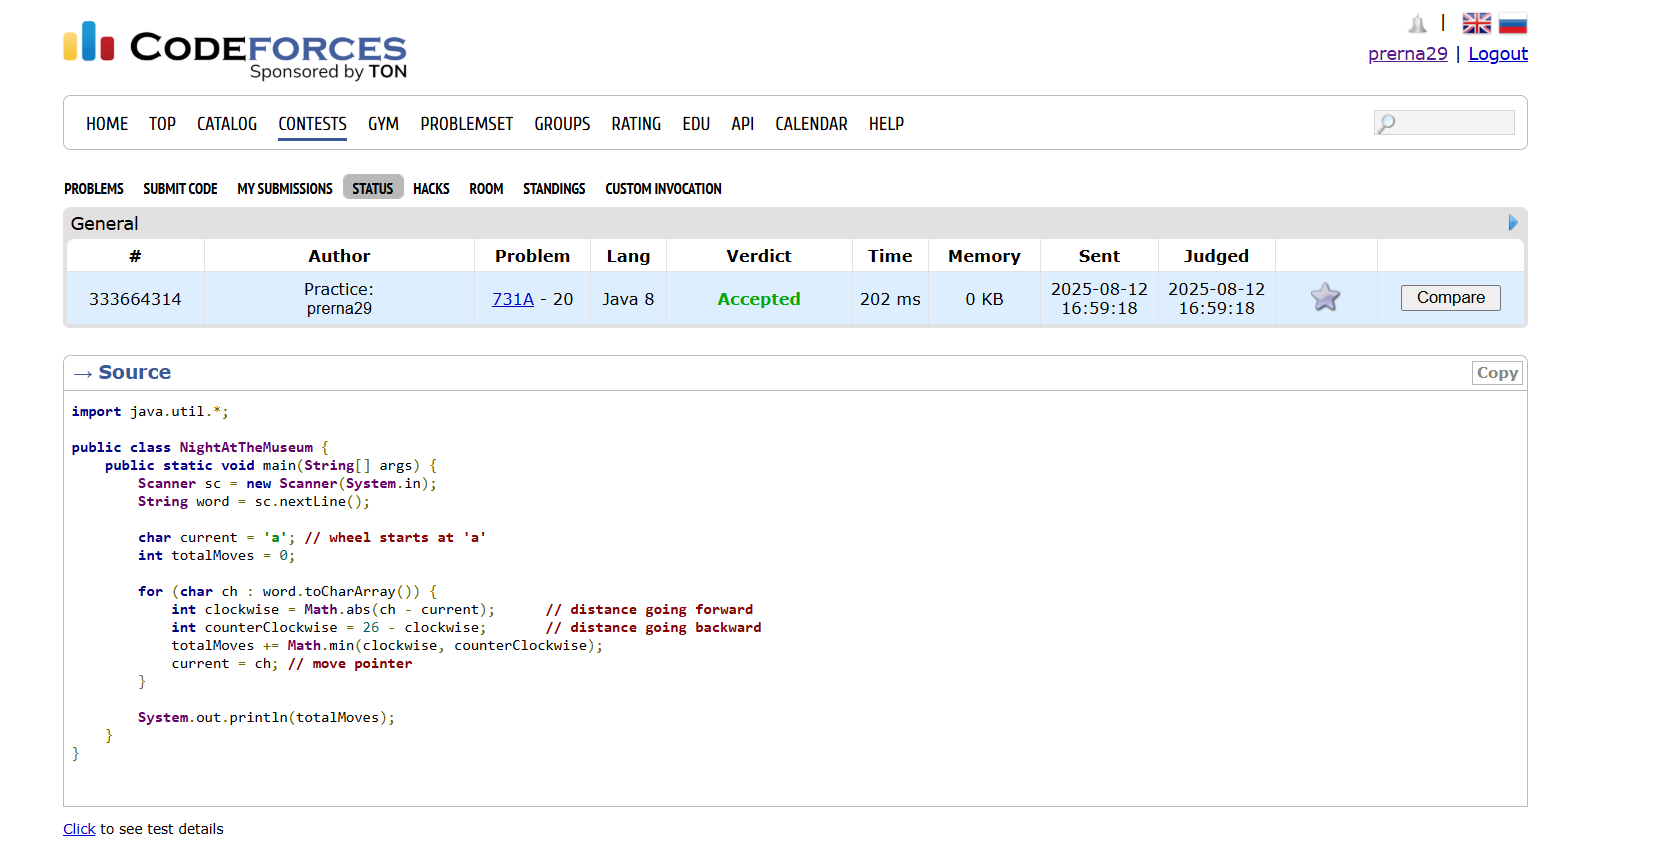 CODEFORCES
Sponsored by TON
|
prerna29 | Logout
HOME TOP CATALOG CONTESTS GYM PROBLEMSET GROUPS RATING EDU API CALENDAR HELP
PROBLEMS SUBMIT CODE MY SUBMISSIONS STATUS HACKS ROOM STANDINGS CUSTOM INVOCATION
General
# Author Problem Lang Verdict Time Memory Sent Judged
333664314 Practice: prerna29 731A - 20 Java 8 Accepted 202 ms 0 KB 2025-08-12 16:59:18 2025-08-12 16:59:18 Compare
→ Source Copy
import java.util.*;
public class NightAtTheMuseum {
    public static void main(String[] args) {
        Scanner sc = new Scanner(System.in);
        String word = sc.nextLine();
        char current = 'a'; // wheel starts at 'a'
        int totalMoves = 0;
        for (char ch : word.toCharArray()) {
            int clockwise = Math.abs(ch - current);      // distance going forward
            int counterClockwise = 26 - clockwise;       // distance going backward
            totalMoves += Math.min(clockwise, counterClockwise);
            current = ch; // move pointer
        }
        System.out.println(totalMoves);
    }
}
Click to see test details